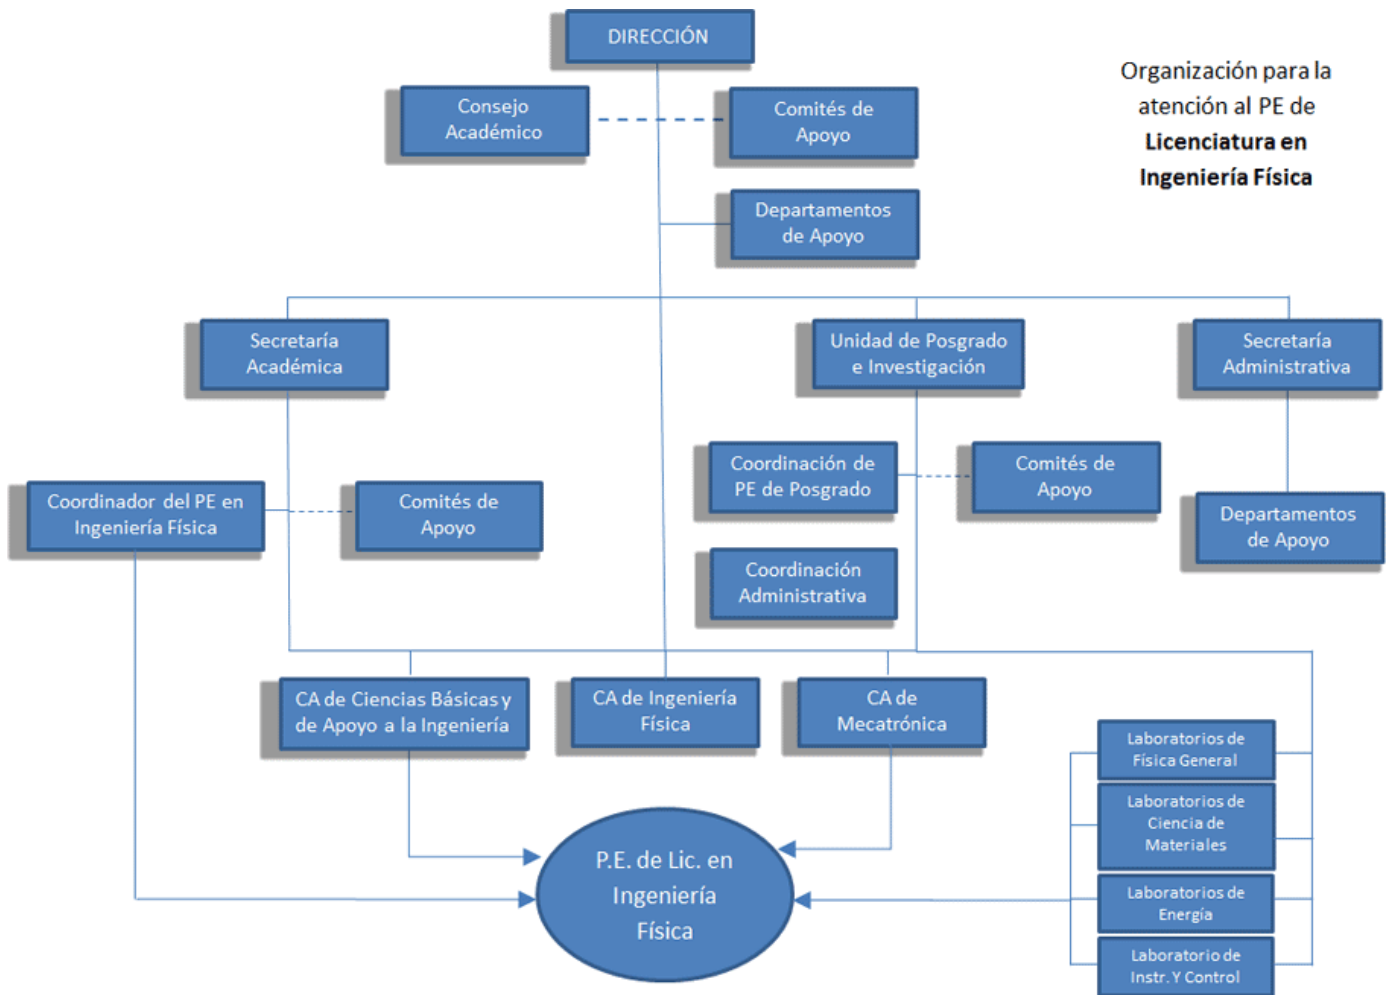 DIRECCIÓN
Organización para la
atención al PE de
Licenciatura en
Ingeniería Física
Consejo
Académico
Comités de
Apoyo
Departamentos
de Apoyo
Secretaría
Académica
Unidad de Posgrado
e Investigación
Secretaría
Administrativa
Coordinador del PE en
Ingeniería Física
Comités de
Apoyo
Coordinación de
PE de Posgrado
Comités de
Apoyo
Departamentos
de Apoyo
Coordinación
Administrativa
CA de Ciencias Básicas y
de Apoyo a la Ingeniería
CA de Ingeniería
Física
CA de
Mecatrónica
Laboratorios de
Física General
Laboratorios de
Ciencia de
Materiales
Laboratorios de
Energía
Laboratorio de
Instr. Y Control
P.E. de Lic. en
Ingeniería
Física